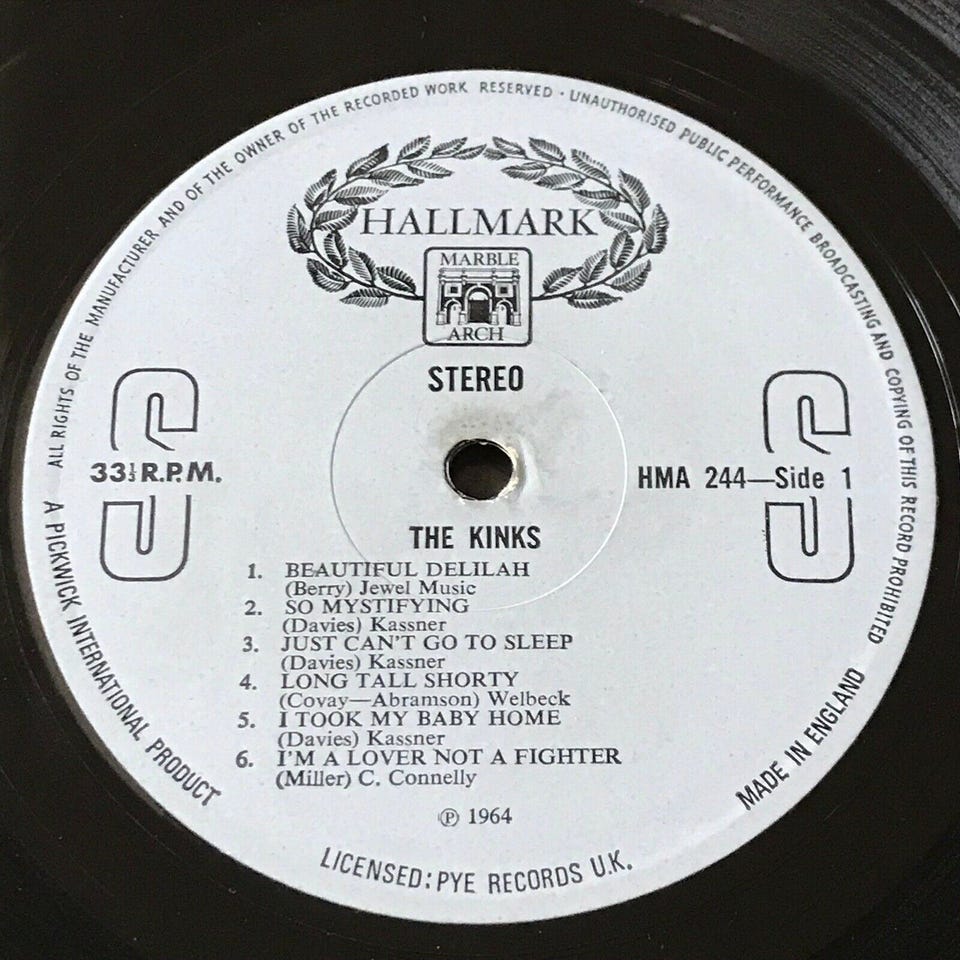 ALL RIGHTS OF THE MANUFACTURER AND OF THE OWNER OF THE RECORDED WORK RESERVED · UNAUTHORISED PUBLIC PERFORMANCE BROADCASTING AND COPYING OF THIS RECORD PROHIBITED
HALLMARK
MARBLE
ARCH
STEREO
S
S
33⅓ R.P.M.
HMA 244—Side 1
THE KINKS
1. BEAUTIFUL DELILAH
(Berry) Jewel Music
2. SO MYSTIFYING
(Davies) Kassner
3. JUST CAN'T GO TO SLEEP
(Davies) Kassner
4. LONG TALL SHORTY
(Covay—Abramson) Welbeck
5. I TOOK MY BABY HOME
(Davies) Kassner
6. I'M A LOVER NOT A FIGHTER
(Miller) C. Connelly
℗ 1964
A PICKWICK INTERNATIONAL PRODUCT
LICENSED: PYE RECORDS U.K.
MADE IN ENGLAND